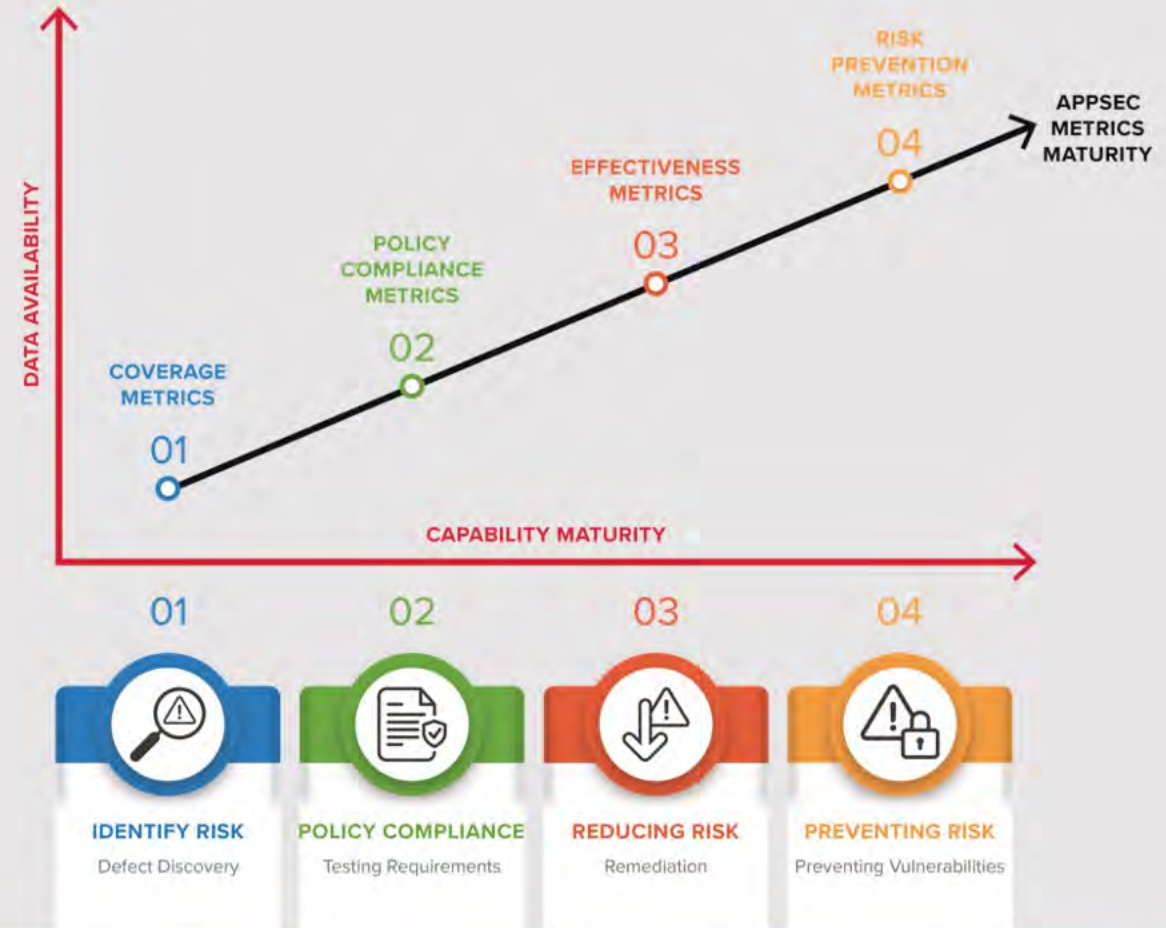 RISK
PREVENTION
METRICS
04
APPSEC
METRICS
MATURITY
EFFECTIVENESS
METRICS
03
POLICY
COMPLIANCE
METRICS
02
COVERAGE
METRICS
01
DATA AVAILABILITY
CAPABILITY MATURITY
01
02
03
04
IDENTIFY RISK
Defect Discovery
POLICY COMPLIANCE
Testing Requirements
REDUCING RISK
Remediation
PREVENTING RISK
Preventing Vulnerabilities